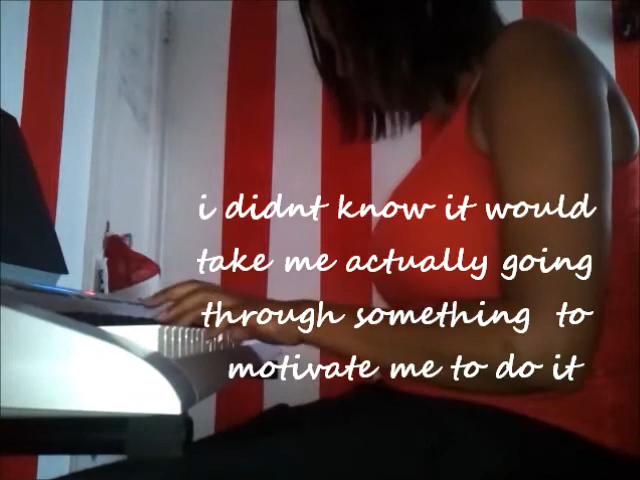 i didnt know it would
take me actually going
through something to
motivate me to do it